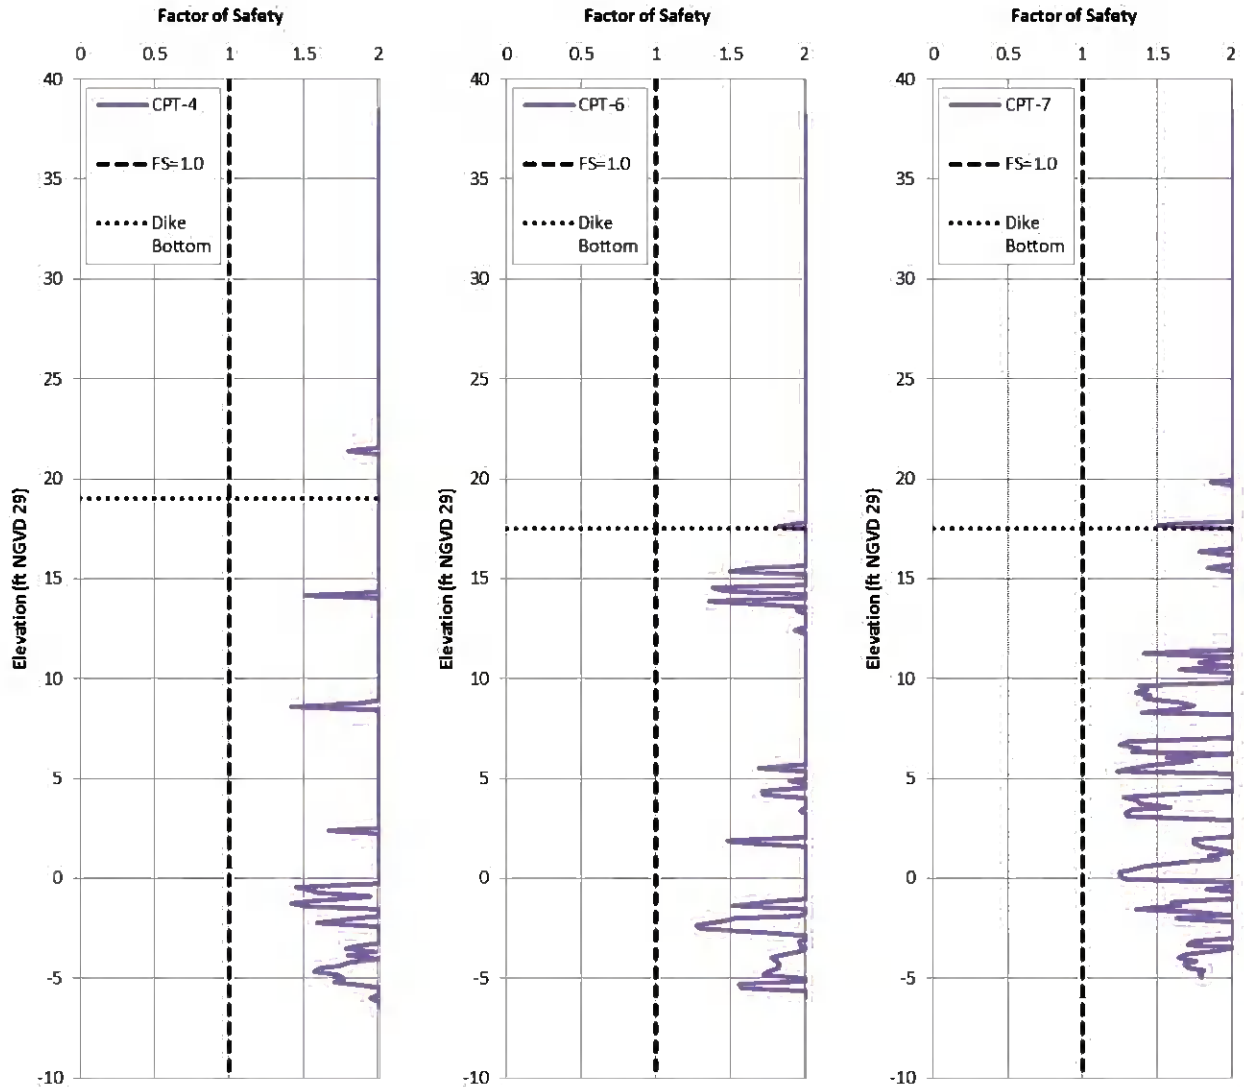 Factor of Safety
0 0.5 1 1.5 2
40
35
30
25
20
15
10
5
0
-5
-10
Elevation (ft NGVD 29)
CPT-4
FS=1.0
Dike
Bottom
Factor of Safety
0 0.5 1 1.5 2
40
35
30
25
20
15
10
5
0
-5
-10
Elevation (ft NGVD 29)
CPT-6
FS=1.0
Dike
Bottom
Factor of Safety
0 0.5 1 1.5 2
40
35
30
25
20
15
10
5
0
-5
-10
Elevation (ft NGVD 29)
CPT-7
FS=1.0
Dike
Bottom